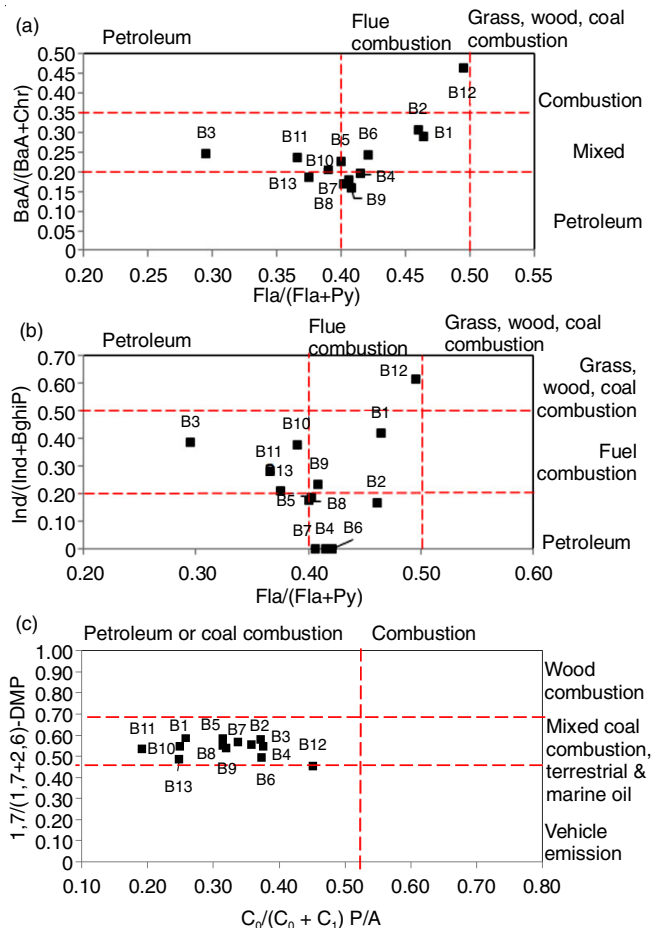 (a)
Petroleum
Flue
combustion
Grass, wood, coal
combustion
BaA/(BaA+Chr)
0.50
0.45
0.40
0.35
0.30
0.25
0.20
0.15
0.10
0.05
0.00
B12
B2
B1
B3
B11
B5
B6
B10
B13
B7
B4
B8
B9
Combustion
Mixed
Petroleum
0.20 0.25 0.30 0.35 0.40 0.45 0.50 0.55
Fla/(Fla+Py)
(b)
Petroleum
Flue
combustion
Grass, wood, coal
combustion
Ind/(Ind+BghiP)
0.70
0.60
0.50
0.40
0.30
0.20
0.10
0
B12
B3
B10
B1
B11
13
B9
B2
B5
B8
B7 B4 B6
Grass,
wood, coal
combustion
Fuel
combustion
Petroleum
0.20 0.30 0.40 0.50 0.60
Fla/(Fla+Py)
(c)
Petroleum or coal combustion
Combustion
1,7/(1,7+2,6)-DMP
1.00
0.90
0.80
0.70
0.60
0.50
0.40
0.30
0.20
0.10
0
B11 B1 B5 B7 B2
B3
B10 B8 B4 B12
B9
B13 B6
Wood
combustion
Mixed coal
combustion,
terrestrial &
marine oil
Vehicle
emission
0.10 0.20 0.30 0.40 0.50 0.60 0.70 0.80
C₀/(C₀ + C₁) P/A